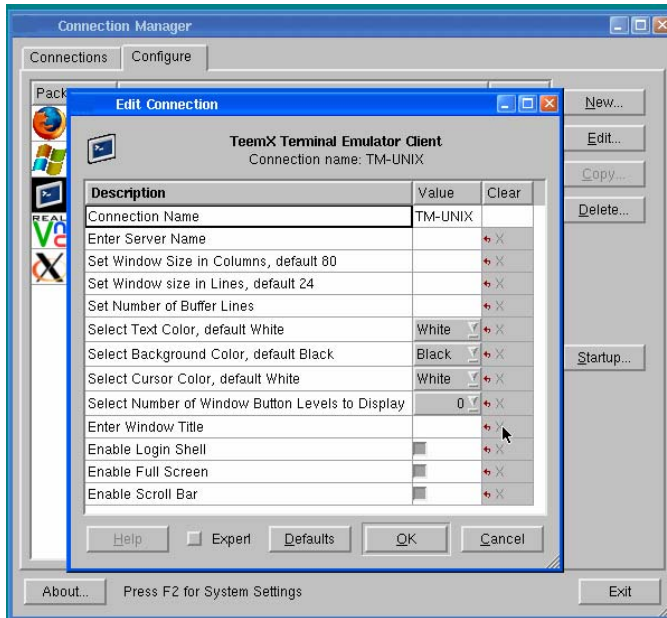 Connection Manager
Connections Configure
Pack
Edit Connection
New...
TeemX Terminal Emulator Client
Edit...
Connection name: TM-UNIX
Copy...
Description Value Clear
Delete...
Connection Name TM-UNIX
REAL
Enter Server Name
Set Window Size in Columns, default 80
Set Window size in Lines, default 24
Set Number of Buffer Lines
Select Text Color, default White White
Select Background Color, default Black Black
Startup...
Select Cursor Color, default White White
Select Number of Window Button Levels to Display 0
Enter Window Title
Enable Login Shell
Enable Full Screen
Enable Scroll Bar
Help Expert Defaults OK Cancel
About... Press F2 for System Settings Exit